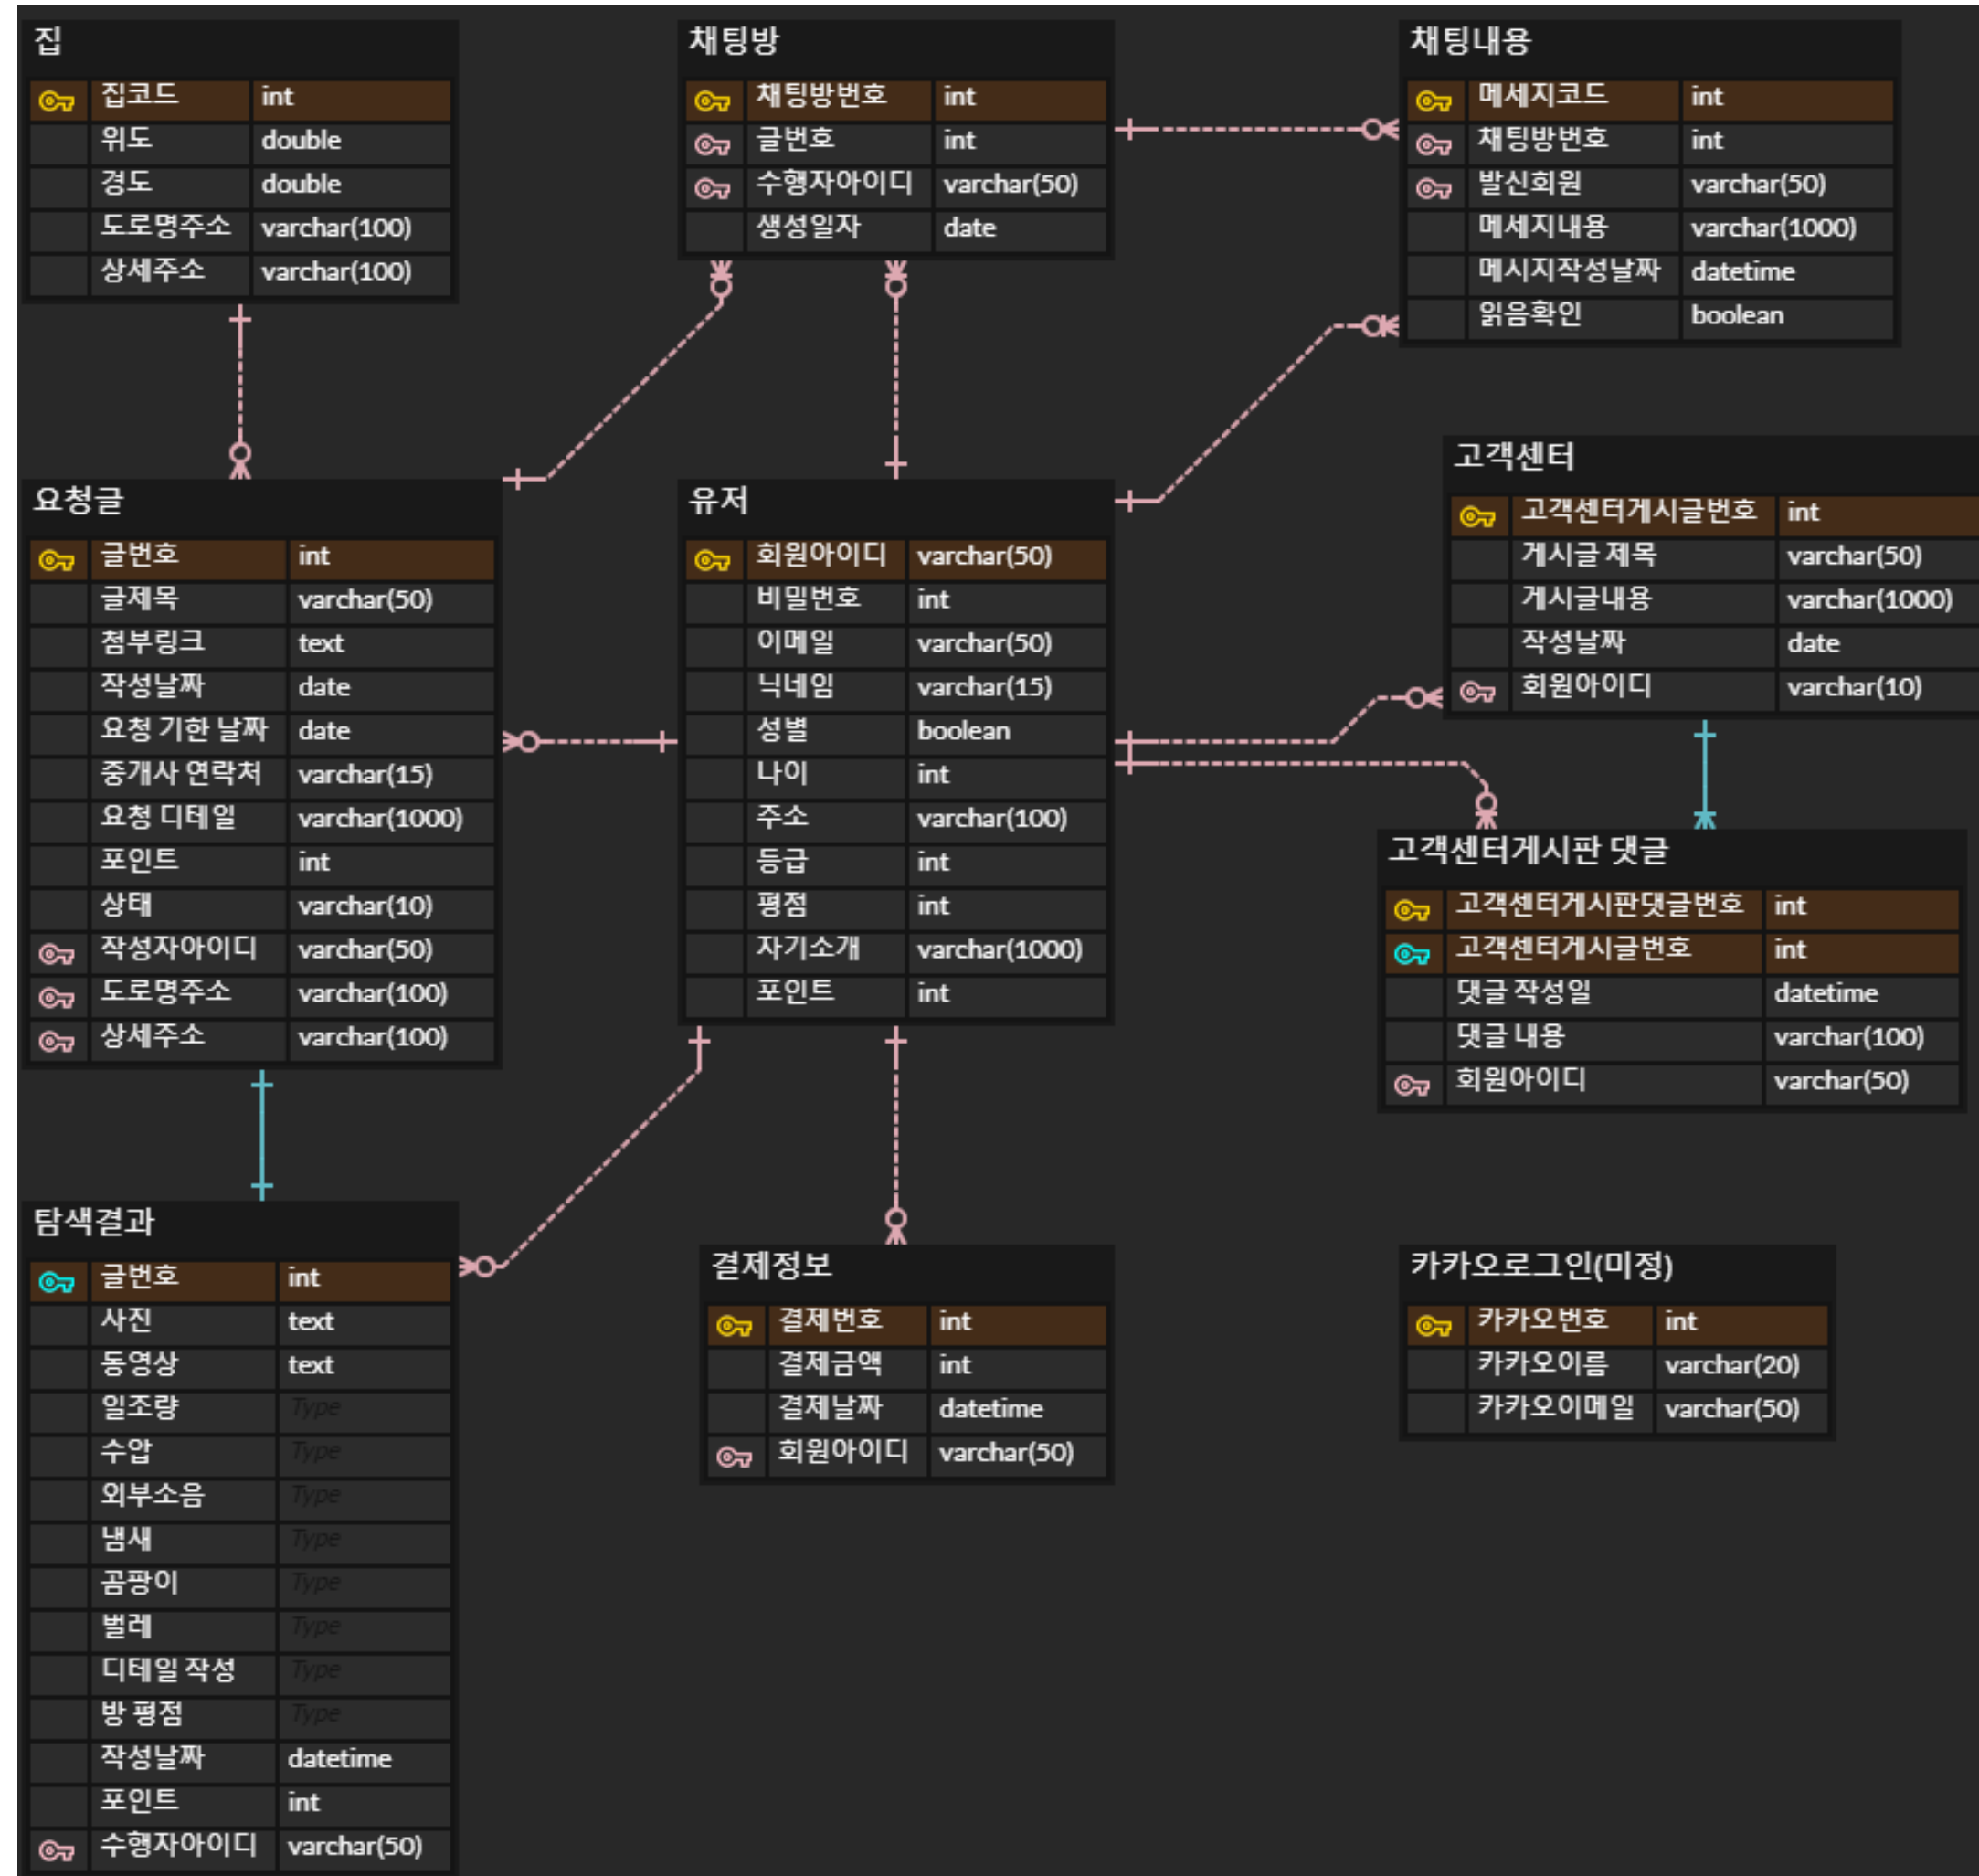 집
집코드 int
위도 double
경도 double
도로명주소 varchar(100)
상세주소 varchar(100)
채팅방
채팅방번호 int
글번호 int
수행자아이디 varchar(50)
생성일자 date
채팅내용
메세지코드 int
채팅방번호 int
발신회원 varchar(50)
메세지내용 varchar(1000)
메시지작성날짜 datetime
읽음확인 boolean
요청글
글번호 int
글제목 varchar(50)
첨부링크 text
작성날짜 date
요청 기한 날짜 date
중개사 연락처 varchar(15)
요청 디테일 varchar(1000)
포인트 int
상태 varchar(10)
작성자아이디 varchar(50)
도로명주소 varchar(100)
상세주소 varchar(100)
유저
회원아이디 varchar(50)
비밀번호 int
이메일 varchar(50)
닉네임 varchar(15)
성별 boolean
나이 int
주소 varchar(100)
등급 int
평점 int
자기소개 varchar(1000)
포인트 int
고객센터
고객센터게시글번호 int
게시글 제목 varchar(50)
게시글내용 varchar(1000)
작성날짜 date
회원아이디 varchar(10)
고객센터게시판 댓글
고객센터게시판댓글번호 int
고객센터게시글번호 int
댓글 작성일 datetime
댓글 내용 varchar(100)
회원아이디 varchar(50)
탐색결과
글번호 int
사진 text
동영상 text
일조량 Type
수압 Type
외부소음 Type
냄새 Type
곰팡이 Type
벌레 Type
디테일 작성 Type
방 평점 Type
작성날짜 datetime
포인트 int
수행자아이디 varchar(50)
결제정보
결제번호 int
결제금액 int
결제날짜 datetime
회원아이디 varchar(50)
카카오로그인(미정)
카카오번호 int
카카오이름 varchar(20)
카카오이메일 varchar(50)